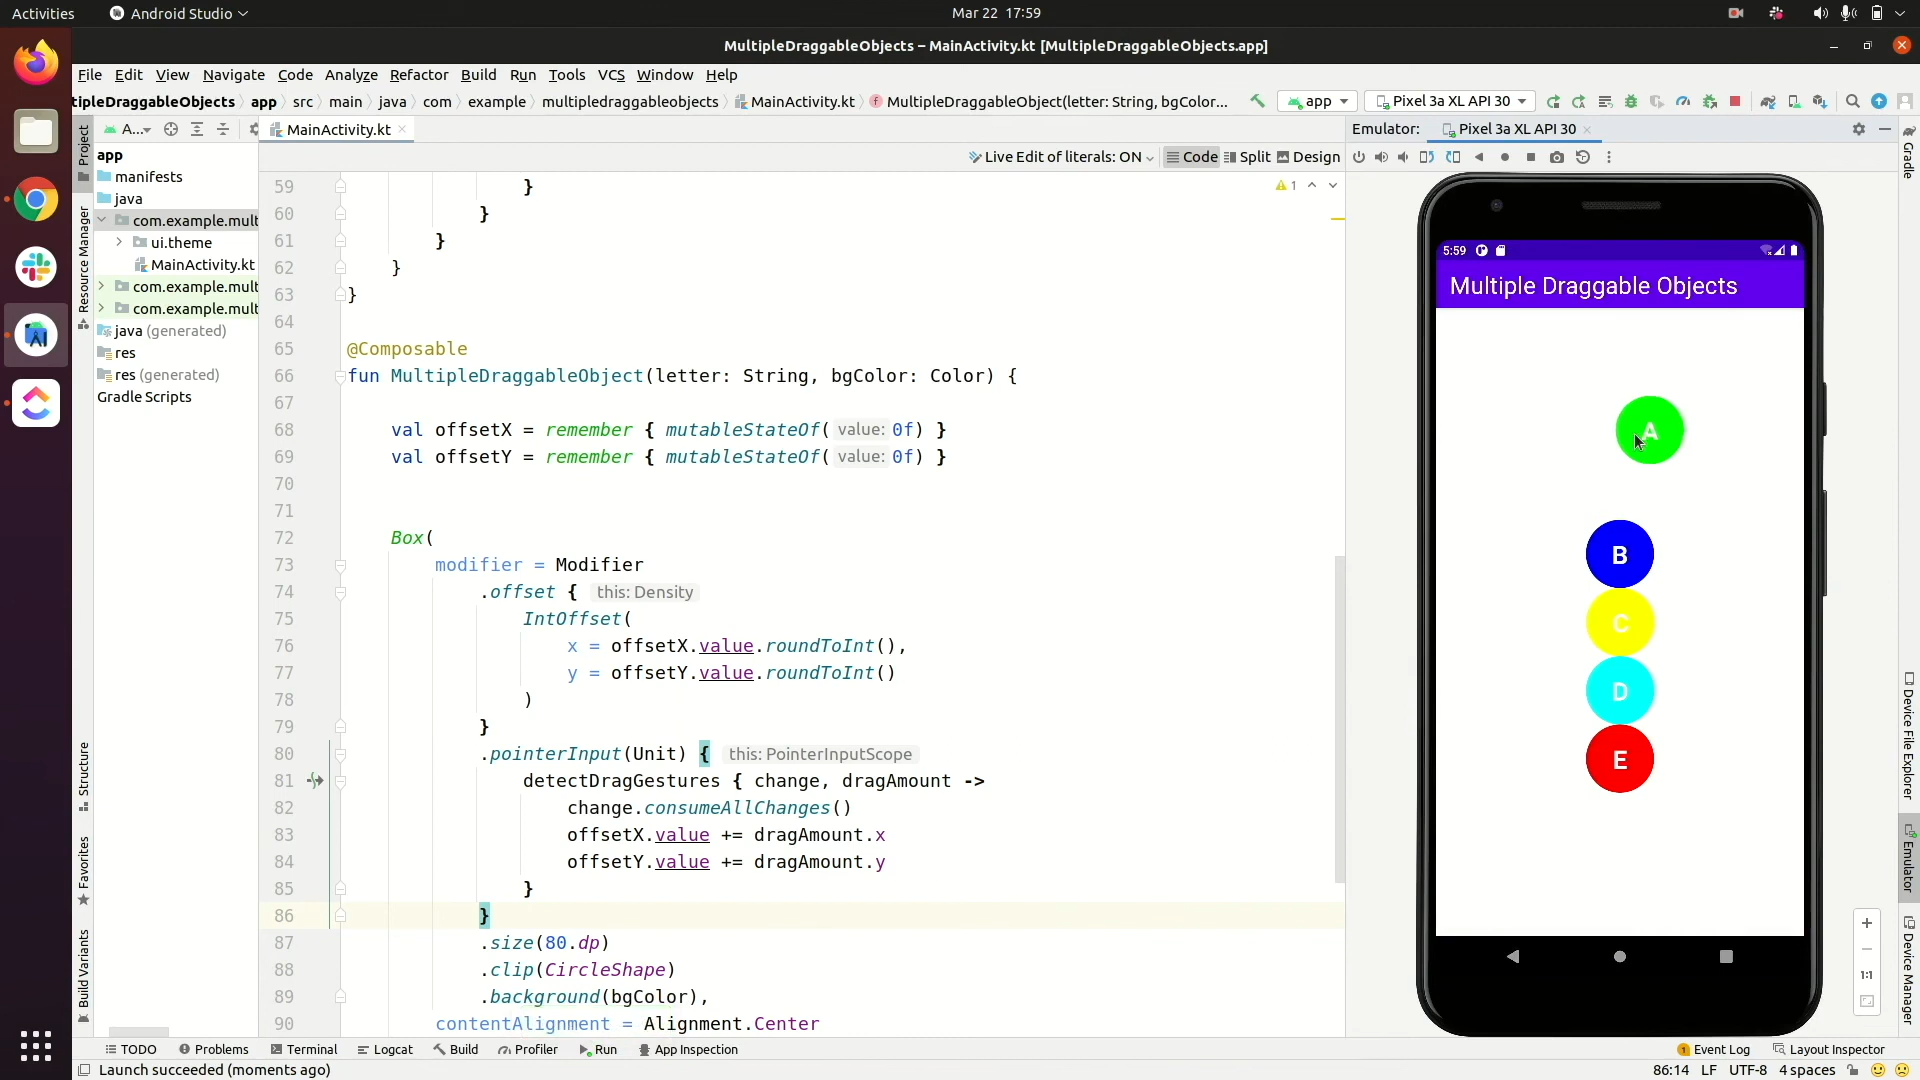 Activities
Android Studio
Mar 22 17:59
MultipleDraggableObjects – MainActivity.kt [MultipleDraggableObjects.app]
File Edit View Navigate Code Analyze Refactor Build Run Tools VCS Window Help
tipleDraggableObjects app src main java com example multipledraggableobjects MainActivity.kt MultipleDraggableObject(letter: String, bgColor... app Pixel 3a XL API 30
Project
Resource Manager
Structure
Favorites
Build Variants
A...
app
manifests
java
com.example.mult
ui.theme
MainActivity.kt
com.example.mult
com.example.mult
java (generated)
res
res (generated)
Gradle Scripts
MainActivity.kt
Live Edit of literals: ON Code Split Design
1
59 }
60 }
61 }
62 }
63 }
64
65 @Composable
66 fun MultipleDraggableObject(letter: String, bgColor: Color) {
67
68 val offsetX = remember { mutableStateOf( value: 0f) }
69 val offsetY = remember { mutableStateOf( value: 0f) }
70
71
72 Box(
73 modifier = Modifier
74 .offset { this: Density
75 IntOffset(
76 x = offsetX.value.roundToInt(),
77 y = offsetY.value.roundToInt()
78 )
79 }
80 .pointerInput(Unit) { this: PointerInputScope
81 detectDragGestures { change, dragAmount ->
82 change.consumeAllChanges()
83 offsetX.value += dragAmount.x
84 offsetY.value += dragAmount.y
85 }
86 }
87 .size(80.dp)
88 .clip(CircleShape)
89 .background(bgColor),
90 contentAlignment = Alignment.Center
Emulator: Pixel 3a XL API 30
5:59
Multiple Draggable Objects
A
B
C
D
E
1:1
Gradle
Device File Explorer
Emulator
Device Manager
TODO Problems Terminal Logcat Build Profiler Run App Inspection
1 Event Log Layout Inspector
Launch succeeded (moments ago)
86:14 LF UTF-8 4 spaces